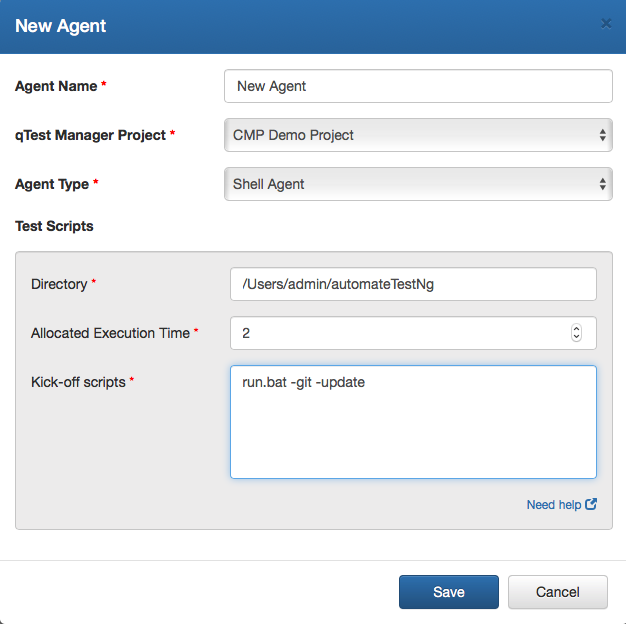 New Agent
×
Agent Name *
New Agent
qTest Manager Project *
CMP Demo Project
Agent Type *
Shell Agent
Test Scripts
Directory *
/Users/admin/automateTestNg
Allocated Execution Time *
2
Kick-off scripts *
run.bat -git -update
Need help
Save
Cancel